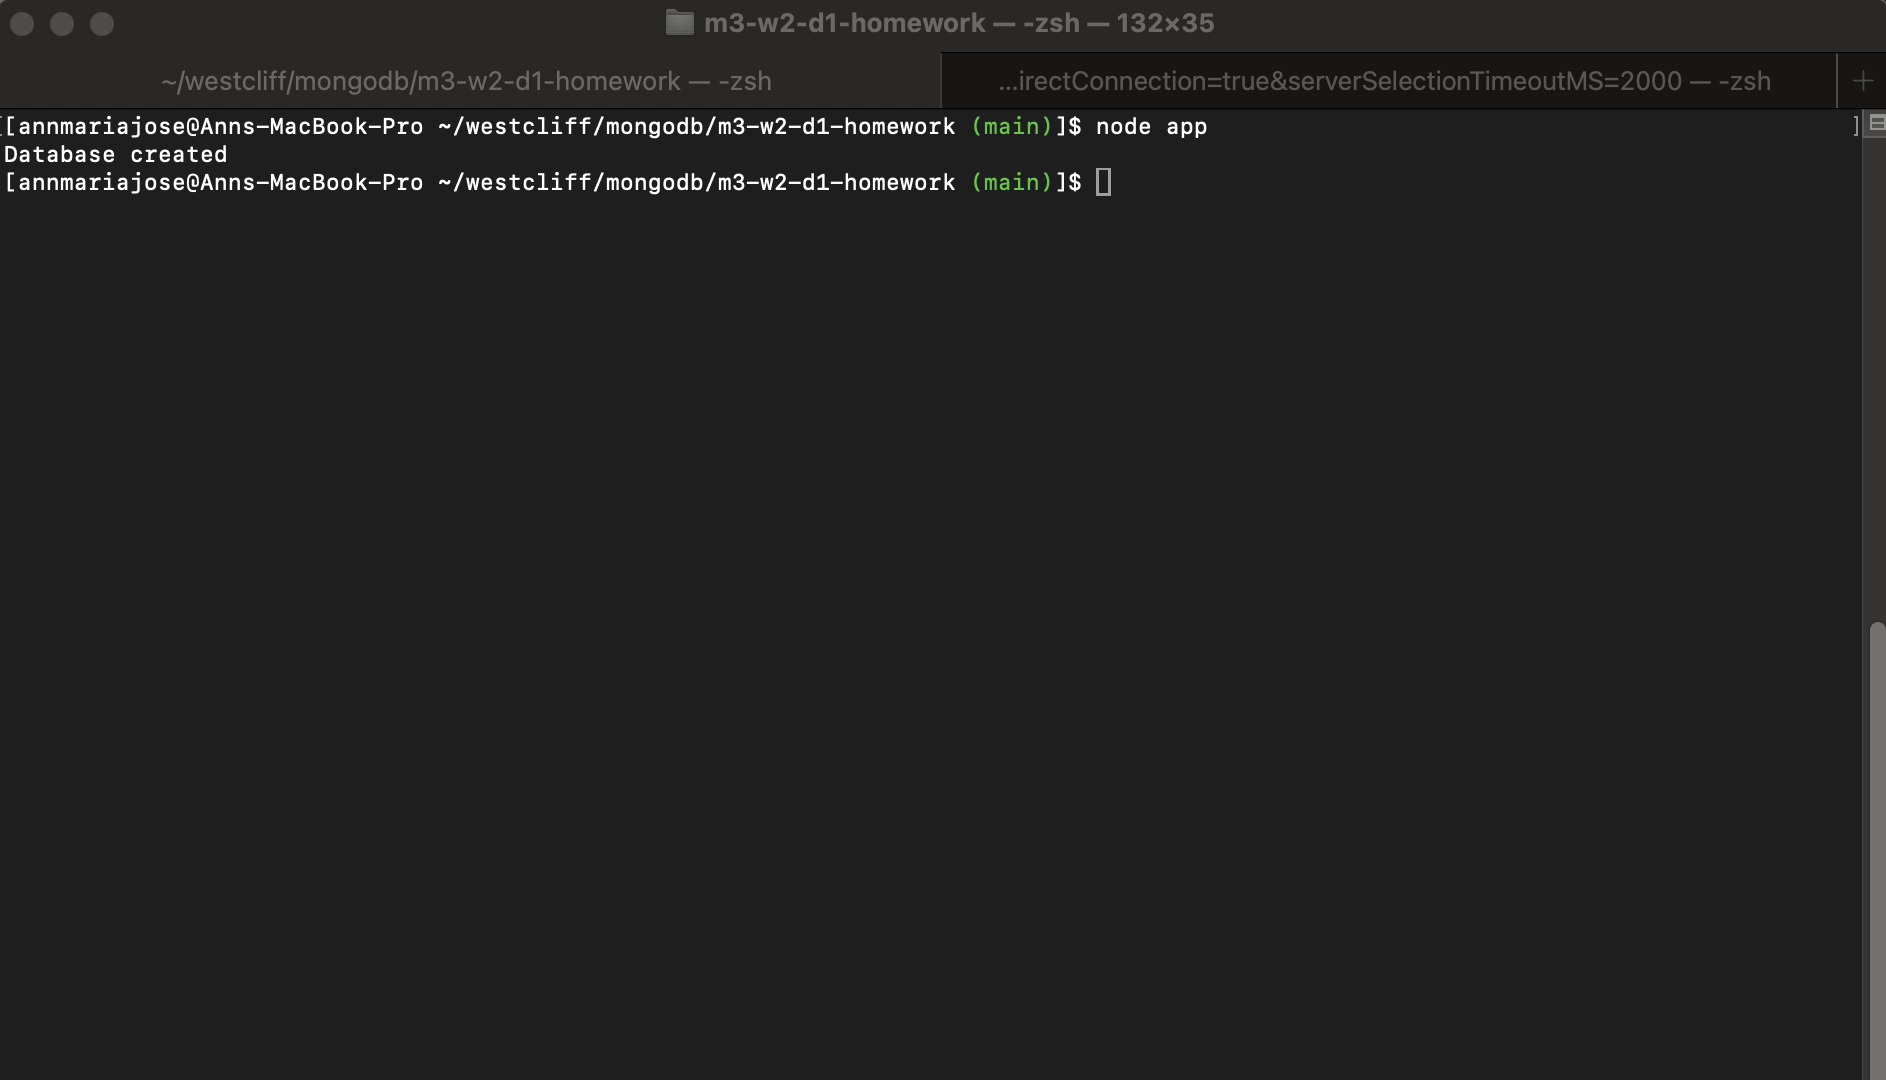 m3-w2-d1-homework — -zsh — 132×35
~/westcliff/mongodb/m3-w2-d1-homework — -zsh
...irectConnection=true&serverSelectionTimeoutMS=2000 — -zsh
[annmariajose@Anns-MacBook-Pro ~/westcliff/mongodb/m3-w2-d1-homework (main)]$ node app
Database created
[annmariajose@Anns-MacBook-Pro ~/westcliff/mongodb/m3-w2-d1-homework (main)]$